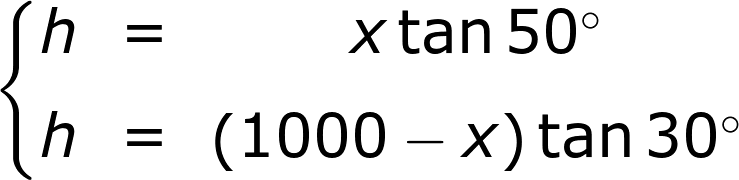 h = x tan 50°
h = (1000 − x) tan 30°